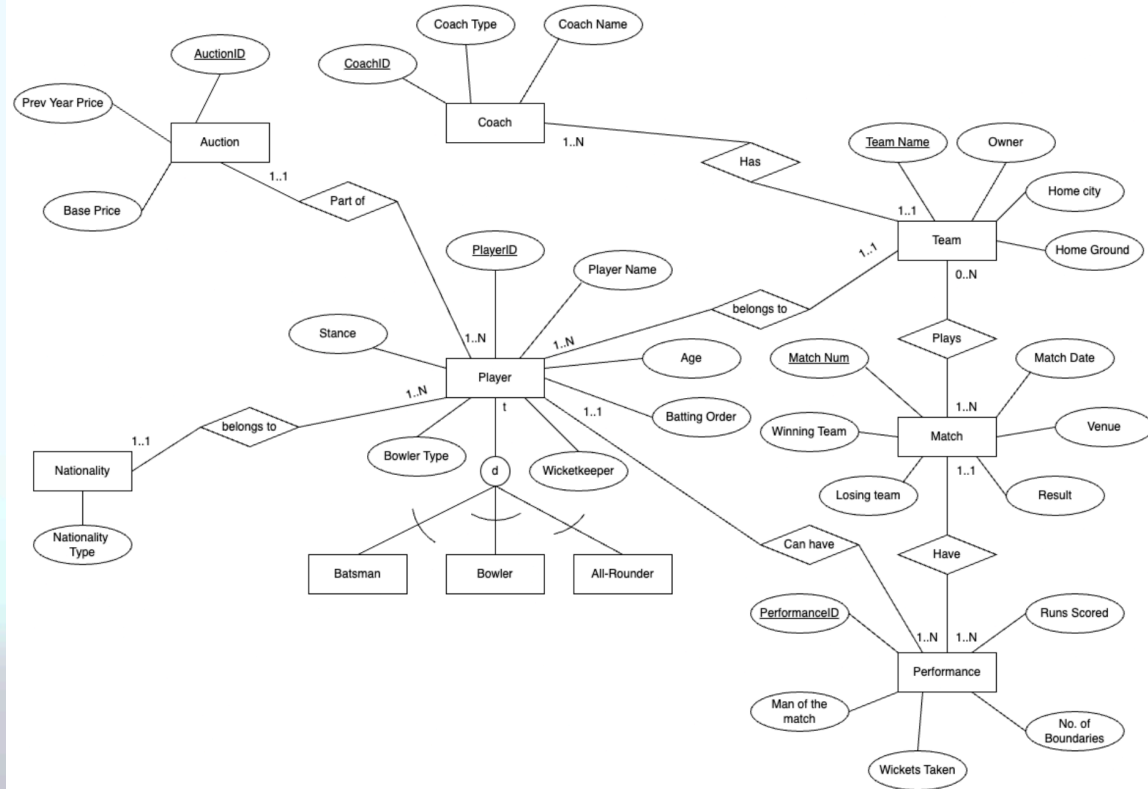 Coach Type
Coach Name
AuctionID
CoachID
Prev Year Price
Auction
Coach
1..N
Team Name
Owner
Has
1..1
Part of
Home city
Base Price
1..1
Team
PlayerID
Player Name
1..1
Home Ground
0..N
belongs to
Stance
1..N
1..N
Plays
Age
Match Num
Match Date
Player
1..N
t
1..1
Batting Order
1..N
belongs to
1..1
Bowler Type
Wicketkeeper
Winning Team
Match
Venue
Nationality
d
1..1
Losing team
Result
Nationality
Type
Can have
Have
Batsman
Bowler
All-Rounder
PerformanceID
Runs Scored
1..N
1..N
Performance
Man of the
match
No. of
Boundaries
Wickets Taken